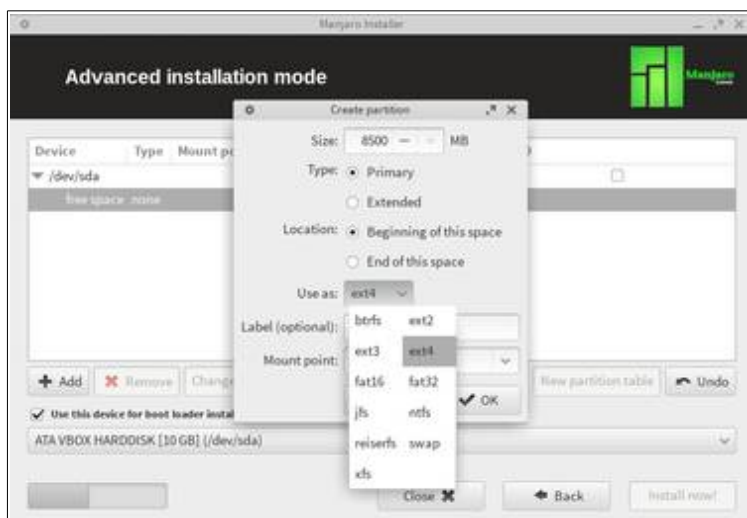 Manjaro Installer
Advanced installation mode
Manjaro
Create partition
Size: 8500 MB
Device Type Mount po
Type: Primary
/dev/sda
free space none
Extended
Location: Beginning of this space
End of this space
Use as: ext4
Label (optional):
btrfs ext2
Mount point:
ext3 ext4
Add Remove Change New partition table Undo
fat16 fat32
OK
Use this device for boot loader instal
jfs ntfs
ATA VBOX HARDDISK [10 GB] (/dev/sda)
reiserfs swap
xfs
Close Back Install now!